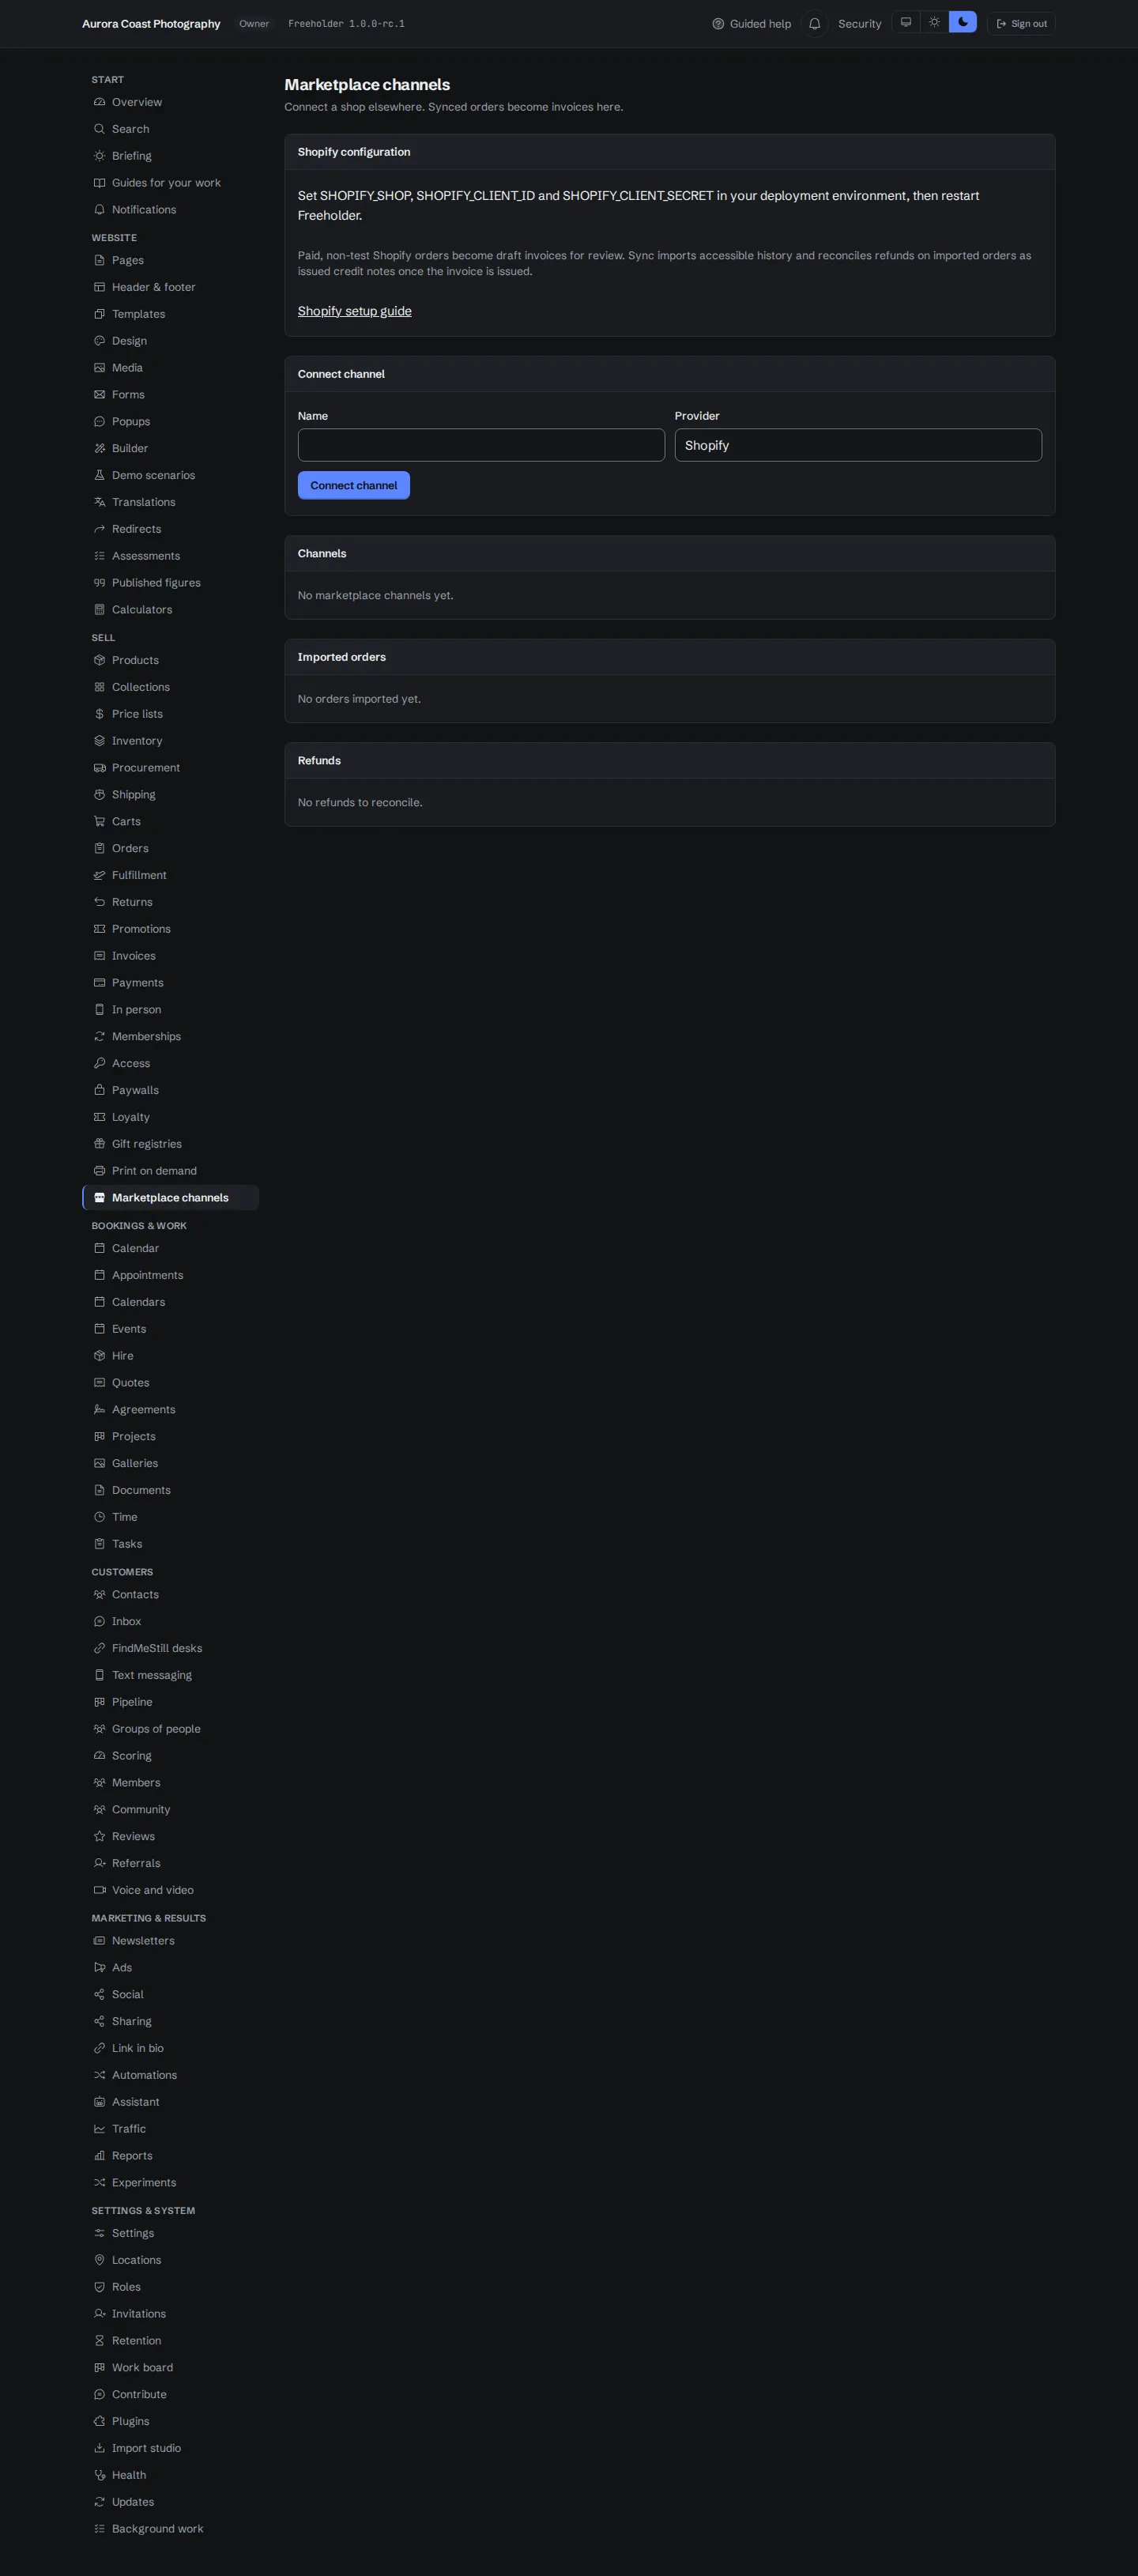 Aurora Coast Photography
Owner
Freeholder 1.0.0-rc.1
Guided help
Security
Sign out
START
Overview
Search
Briefing
Guides for your work
Notifications
WEBSITE
Pages
Header & footer
Templates
Design
Media
Forms
Popups
Builder
Demo scenarios
Translations
Redirects
Assessments
Published figures
Calculators
SELL
Products
Collections
Price lists
Inventory
Procurement
Shipping
Carts
Orders
Fulfillment
Returns
Promotions
Invoices
Payments
In person
Memberships
Access
Paywalls
Loyalty
Gift registries
Print on demand
Marketplace channels
BOOKINGS & WORK
Calendar
Appointments
Calendars
Events
Hire
Quotes
Agreements
Projects
Galleries
Documents
Time
Tasks
CUSTOMERS
Contacts
Inbox
FindMeStill desks
Text messaging
Pipeline
Groups of people
Scoring
Members
Community
Reviews
Referrals
Voice and video
MARKETING & RESULTS
Newsletters
Ads
Social
Sharing
Link in bio
Automations
Assistant
Traffic
Reports
Experiments
SETTINGS & SYSTEM
Settings
Locations
Roles
Invitations
Retention
Work board
Contribute
Plugins
Import studio
Health
Updates
Background work
Marketplace channels
Connect a shop elsewhere. Synced orders become invoices here.
Shopify configuration
Set SHOPIFY_SHOP, SHOPIFY_CLIENT_ID and SHOPIFY_CLIENT_SECRET in your deployment environment, then restart
Freeholder.
Paid, non-test Shopify orders become draft invoices for review. Sync imports accessible history and reconciles refunds on imported orders as
issued credit notes once the invoice is issued.
Shopify setup guide
Connect channel
Name
Provider
Shopify
Connect channel
Channels
No marketplace channels yet.
Imported orders
No orders imported yet.
Refunds
No refunds to reconcile.